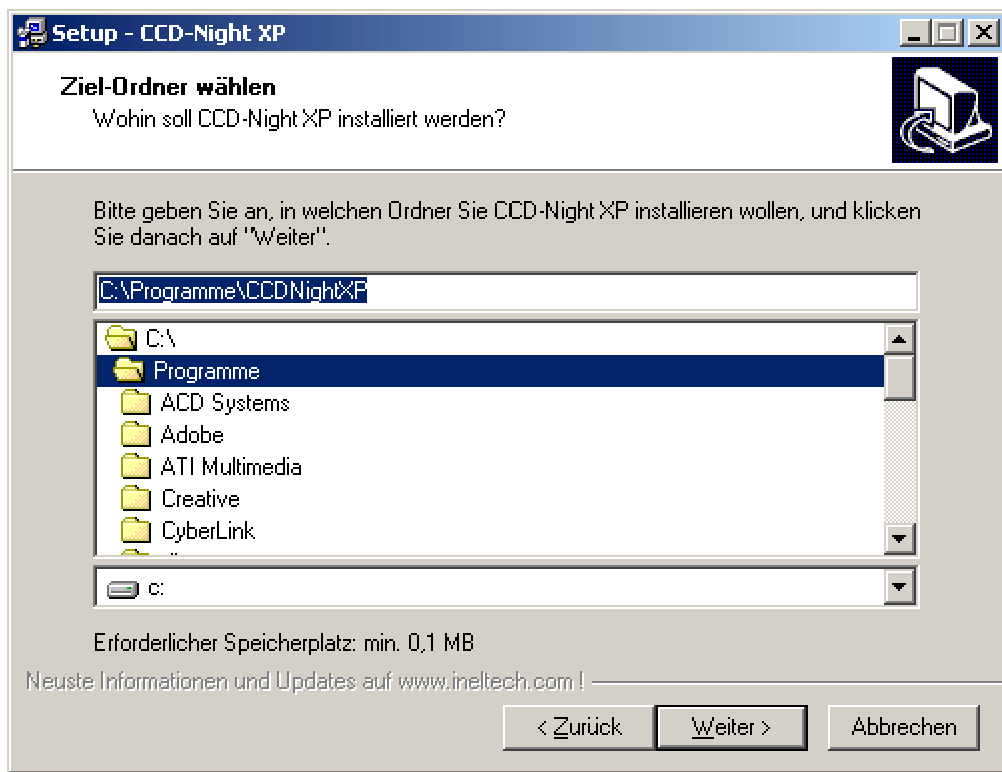 Setup - CCD-Night XP
Ziel-Ordner wählen
Wohin soll CCD-Night XP installiert werden?
Bitte geben Sie an, in welchen Ordner Sie CCD-Night XP installieren wollen, und klicken
Sie danach auf "Weiter".
C:\Programme\CCDNightXP
C:\
Programme
ACD Systems
Adobe
ATI Multimedia
Creative
CyberLink
c:
Erforderlicher Speicherplatz: min. 0,1 MB
Neuste Informationen und Updates auf www.ineltech.com !
< Zurück
Weiter >
Abbrechen